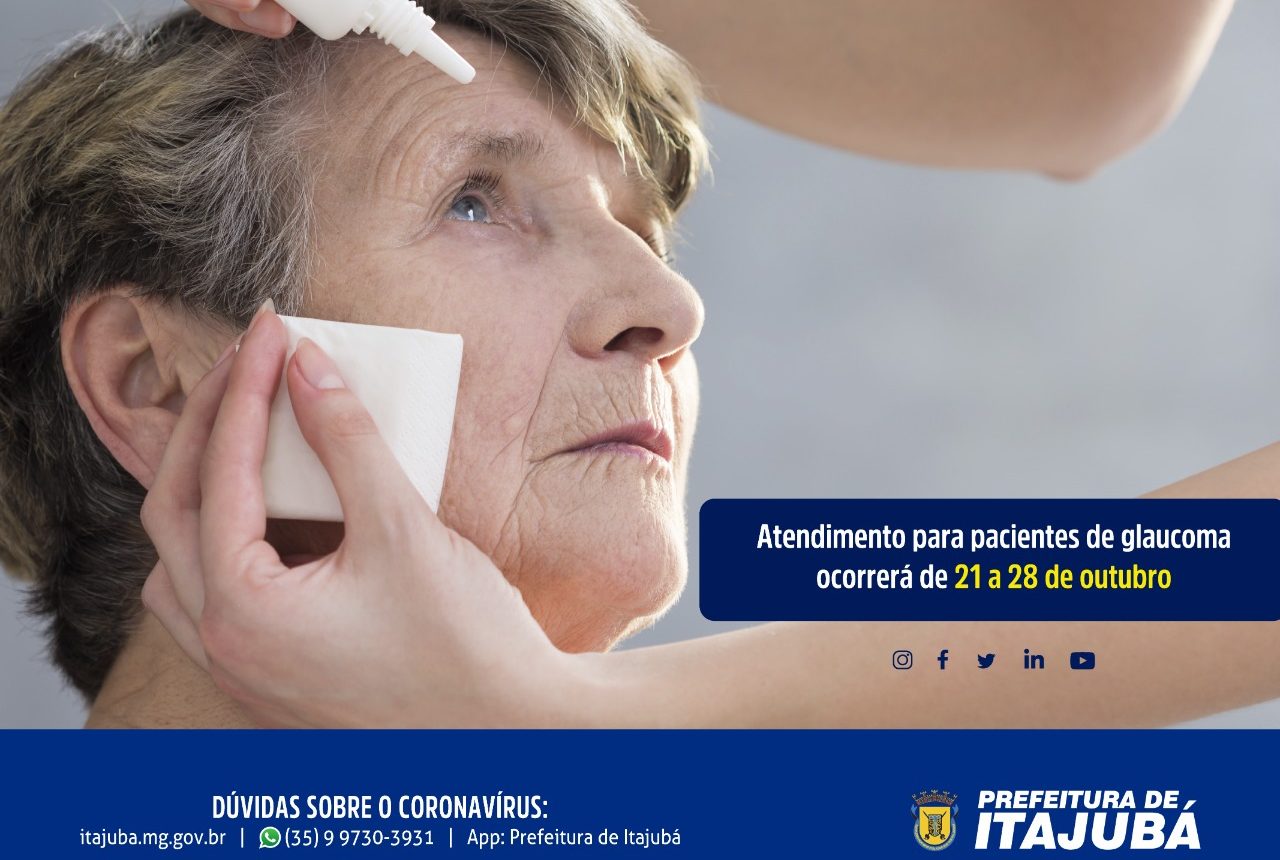 Atendimento para pacientes de glaucoma
ocorrerá de 21 a 28 de outubro
DÚVIDAS SOBRE O CORONAVÍRUS:
itajuba.mg.gov.br | (35) 9 9730-3931 | App: Prefeitura de Itajubá
PREFEITURA DE
ITAJUBÁ